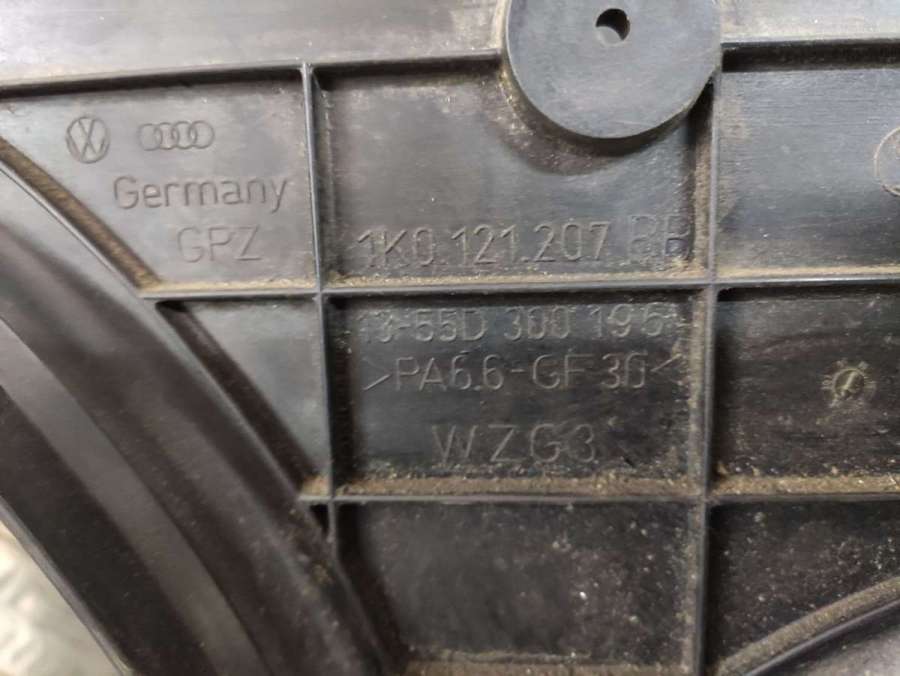 Germany
GPZ
1K0.121.207 BB
13-55D 300 196
>PA6.6-GF30<
WZG3